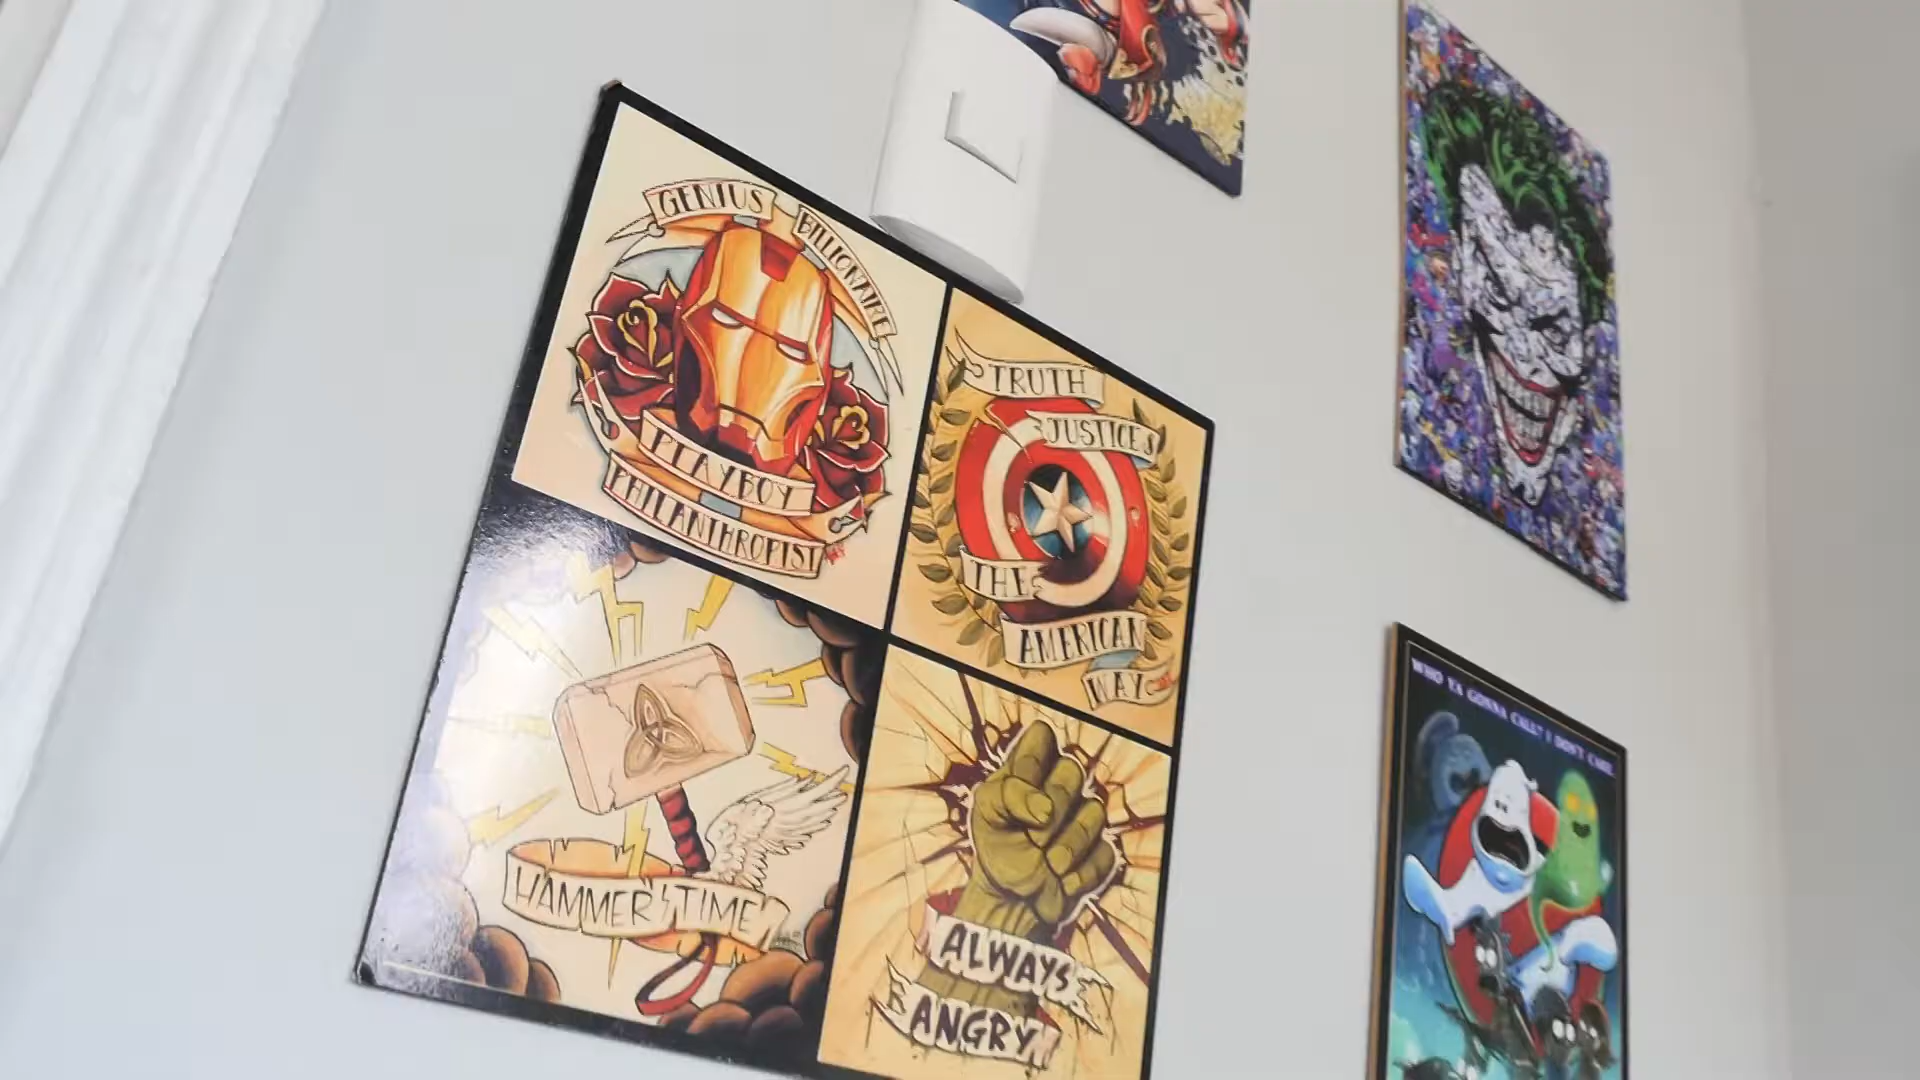 GENIUS
BILLIONAIRE
PLAYBOY
PHILANTHROPIST
TRUTH
JUSTICE &
THE
AMERICAN
WAY
HAMMER TIME
ALWAYS
ANGRY
WHO YA GONNA CALL? I DON'T CARE